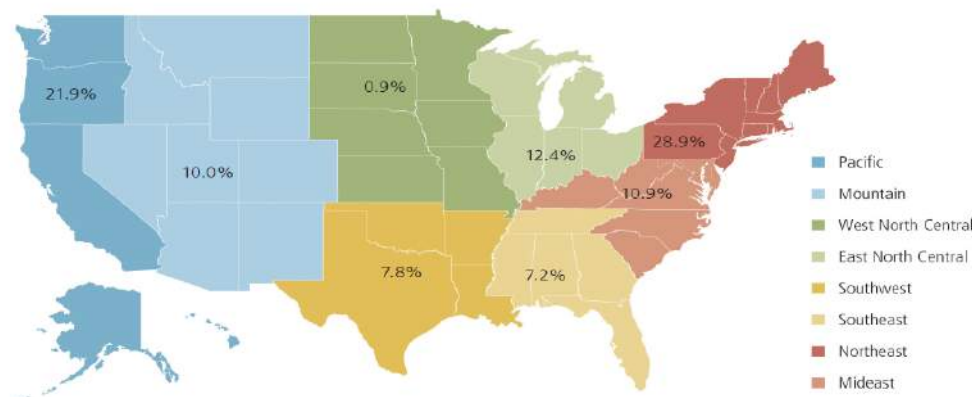 21.9%
0.9%
10.0%
12.4%
28.9%
10.9%
7.8%
7.2%
Pacific
Mountain
West North Central
East North Central
Southwest
Southeast
Northeast
Mideast